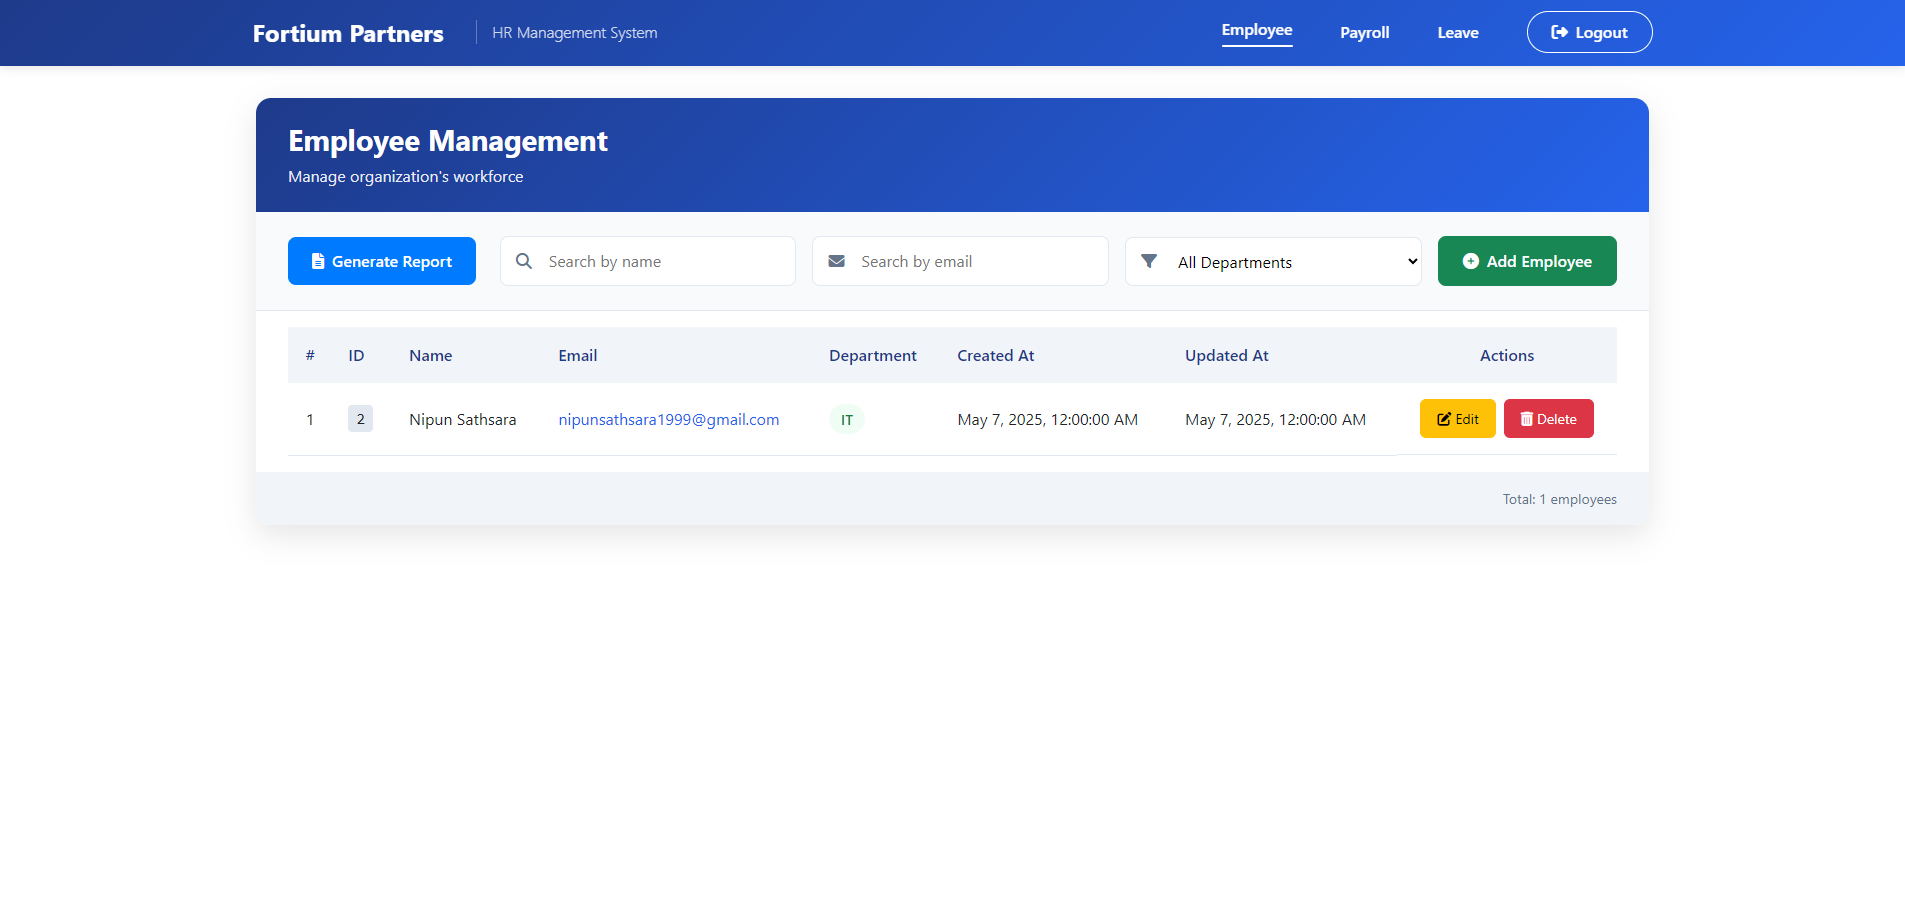 Fortium Partners HR Management System Employee Payroll Leave Logout
Employee Management
Manage organization's workforce
Generate Report Search by name Search by email All Departments Add Employee
# ID Name Email Department Created At Updated At Actions
1 2 Nipun Sathsara nipunsathsara1999@gmail.com IT May 7, 2025, 12:00:00 AM May 7, 2025, 12:00:00 AM Edit Delete
Total: 1 employees